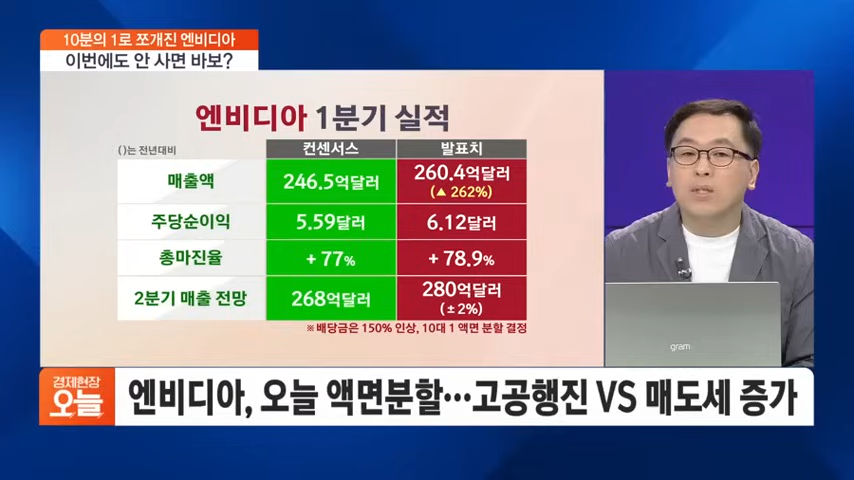 10분의 1로 쪼개진 엔비디아
이번에도 안 사면 바보?
엔비디아 1분기 실적
()는 전년대비
컨센서스 발표치
매출액 246.5억달러 260.4억달러
(▲ 262%)
주당순이익 5.59달러 6.12달러
총마진율 + 77% + 78.9%
2분기 매출 전망 268억달러 280억달러
(±2%)
※ 배당금은 150% 인상, 10대 1 액면 분할 결정
gram
경제현장
오늘
엔비디아, 오늘 액면분할…고공행진 VS 매도세 증가